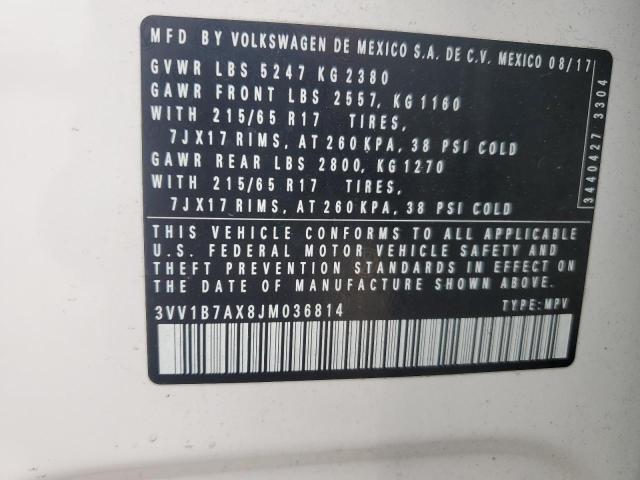 MFD BY VOLKSWAGEN DE MEXICO S.A. DE C.V. MEXICO 08/17
GVWR LBS 5247 KG 2380
GAWR FRONT LBS 2557, KG 1160
WITH 215/65 R17 TIRES,
7JX17 RIMS, AT 260 KPA, 38 PSI COLD
GAWR REAR LBS 2800, KG 1270
WITH 215/65 R17 TIRES,
7JX17 RIMS, AT 260 KPA, 38 PSI COLD
3440427 3304
THIS VEHICLE CONFORMS TO ALL APPLICABLE
U.S. FEDERAL MOTOR VEHICLE SAFETY AND
THEFT PREVENTION STANDARDS IN EFFECT ON
THE DATE OF MANUFACTURE SHOWN ABOVE.
3VV1B7AX8JM036814 TYPE:MPV